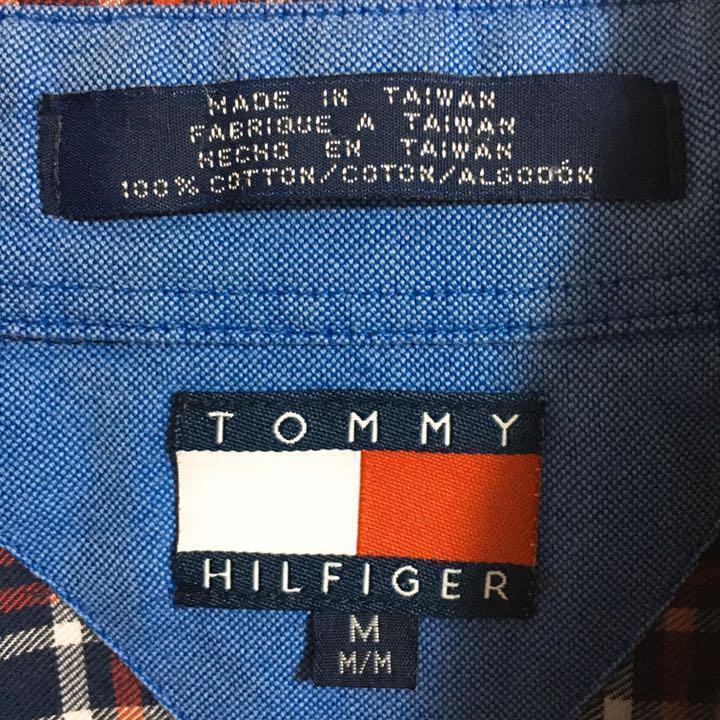 MADE IN TAIWAN
FABRIQUE A TAIWAN
HECHO EN TAIWAN
100% COTTON/COTON/ALGODÓN
TOMMY
HILFIGER
M
M/M